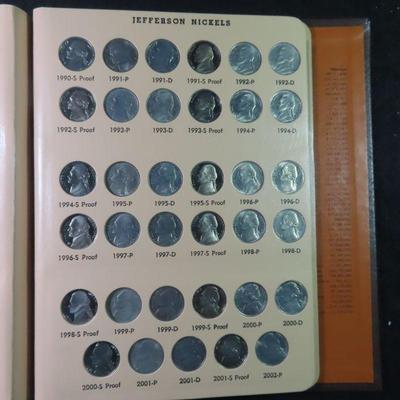 JEFFERSON NICKELS
1990-S Proof 1991-P 1991-D 1991-S Proof 1992-P 1992-D
1992-S Proof 1993-P 1993-D 1993-S Proof 1994-P 1994-D
1994-S Proof 1995-P 1995-D 1995-S Proof 1996-P 1996-D
1996-S Proof 1997-P 1997-D 1997-S Proof 1998-P 1998-D
1998-S Proof 1999-P 1999-D 1999-S Proof 2000-P 2000-D
2000-S Proof 2001-P 2001-D 2001-S Proof 2002-P